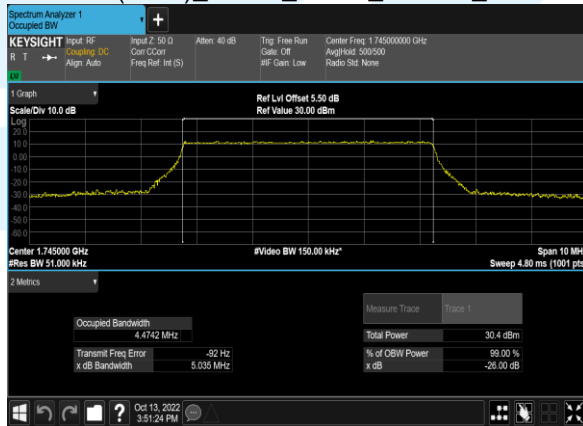 Spectrum Analyzer 1
Occupied BW
KEYSIGHT
R T
Input: RF
Coupling: DC
Align: Auto
Input Z: 50 Ω
Corr CCorr
Freq Ref: Int (S)
Atten: 40 dB
Trig: Free Run
Gate: Off
#IF Gain: Low
Center Freq: 1.745000000 GHz
Avg|Hold: 500/500
Radio Std: None
1 Graph
Scale/Div 10.0 dB
Ref Lvl Offset 5.50 dB
Ref Value 30.00 dBm
Log
20.0
10.0
0.00
-10.0
-20.0
-30.0
-40.0
-50.0
-60.0
Center 1.745000 GHz
#Video BW 150.00 kHz*
Span 10 MH
#Res BW 51.000 kHz
Sweep 4.80 ms (1001 pts
2 Metrics
Measure Trace Trace 1
Occupied Bandwidth
4.4742 MHz
Total Power 30.4 dBm
Transmit Freq Error -92 Hz
% of OBW Power 99.00 %
x dB Bandwidth 5.035 MHz
x dB -26.00 dB
Oct 13, 2022
3:51:24 PM